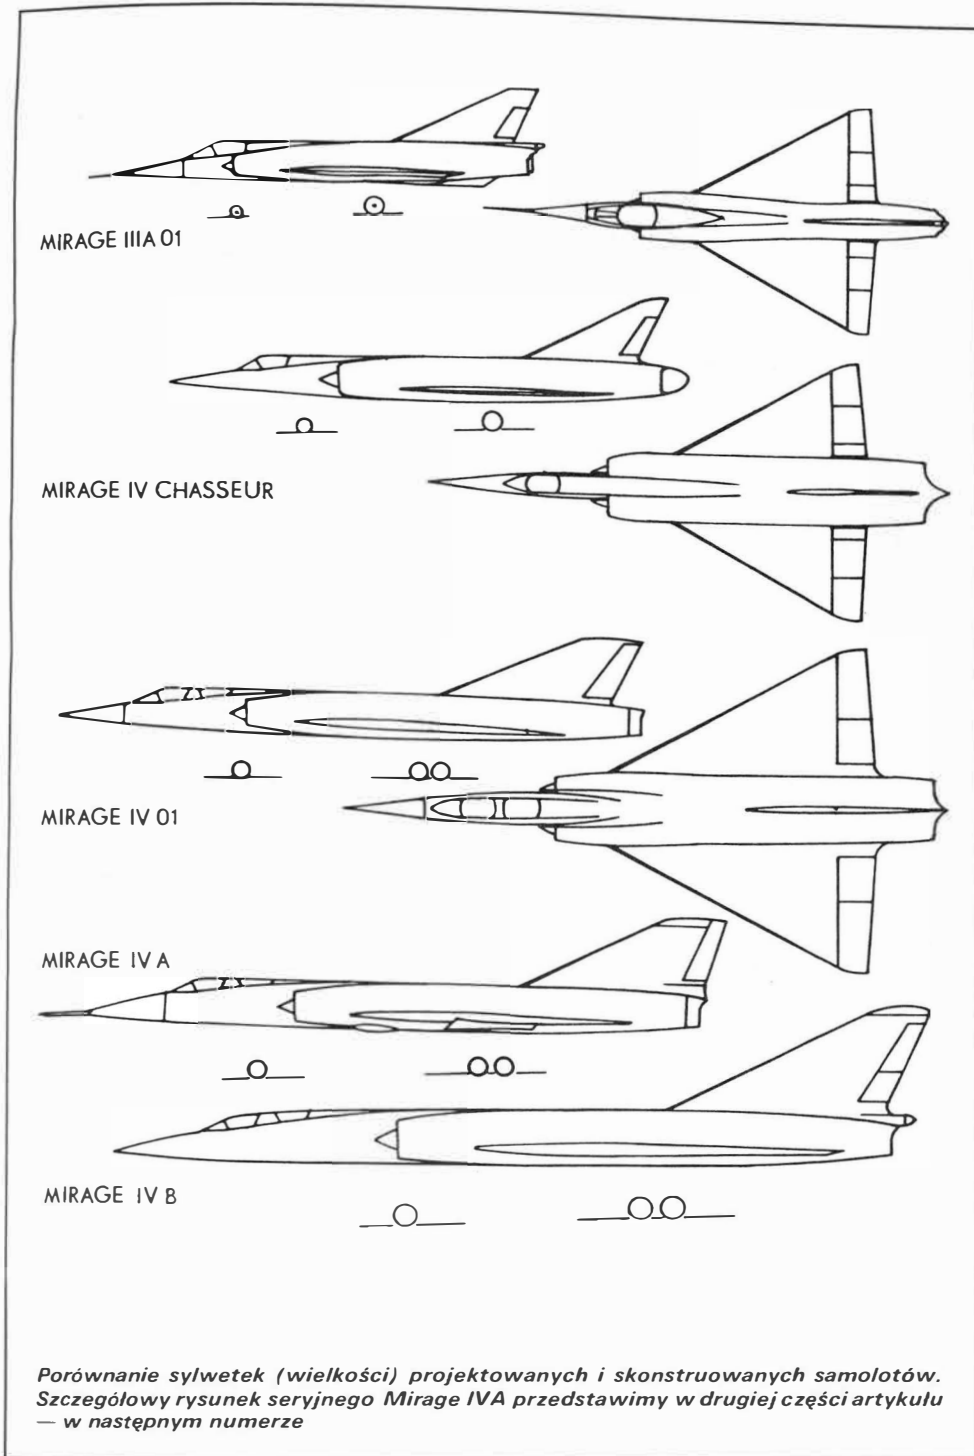 MIRAGE IIIA 01
MIRAGE IV CHASSEUR
MIRAGE IV 01
MIRAGE IV A
MIRAGE IV B
Porównanie sylwetek (wielkości) projektowanych i skonstruowanych samolotów.
Szczegółowy rysunek seryjnego Mirage IVA przedstawimy w drugiej części artykułu
— w następnym numerze